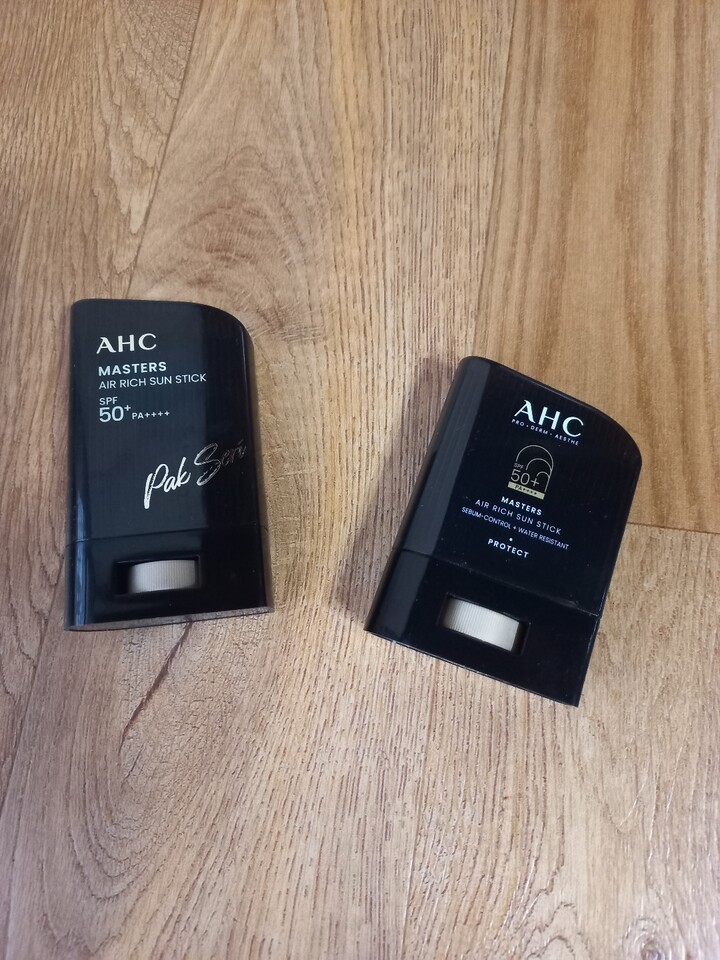 AHC
MASTERS
AIR RICH SUN STICK
SPF
50+ PA++++
Pak Seri
AHC
PRO • DERM • AESTHE
SPF
50+
PA++++
MASTERS
AIR RICH SUN STICK
SEBUM-CONTROL + WATER RESISTANT
•
PROTECT